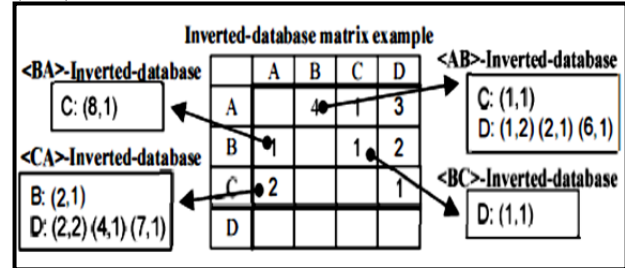 Inverted-database matrix example
<BA>-Inverted-database
C: (8,1)
<CA>-Inverted-database
B: (2,1)
D: (2,2) (4,1) (7,1)
A B C D
A 4 1 3
B 1 1 2
C 2 1
D
<AB>-Inverted-database
C: (1,1)
D: (1,2) (2,1) (6,1)
<BC>-Inverted-database
D: (1,1)